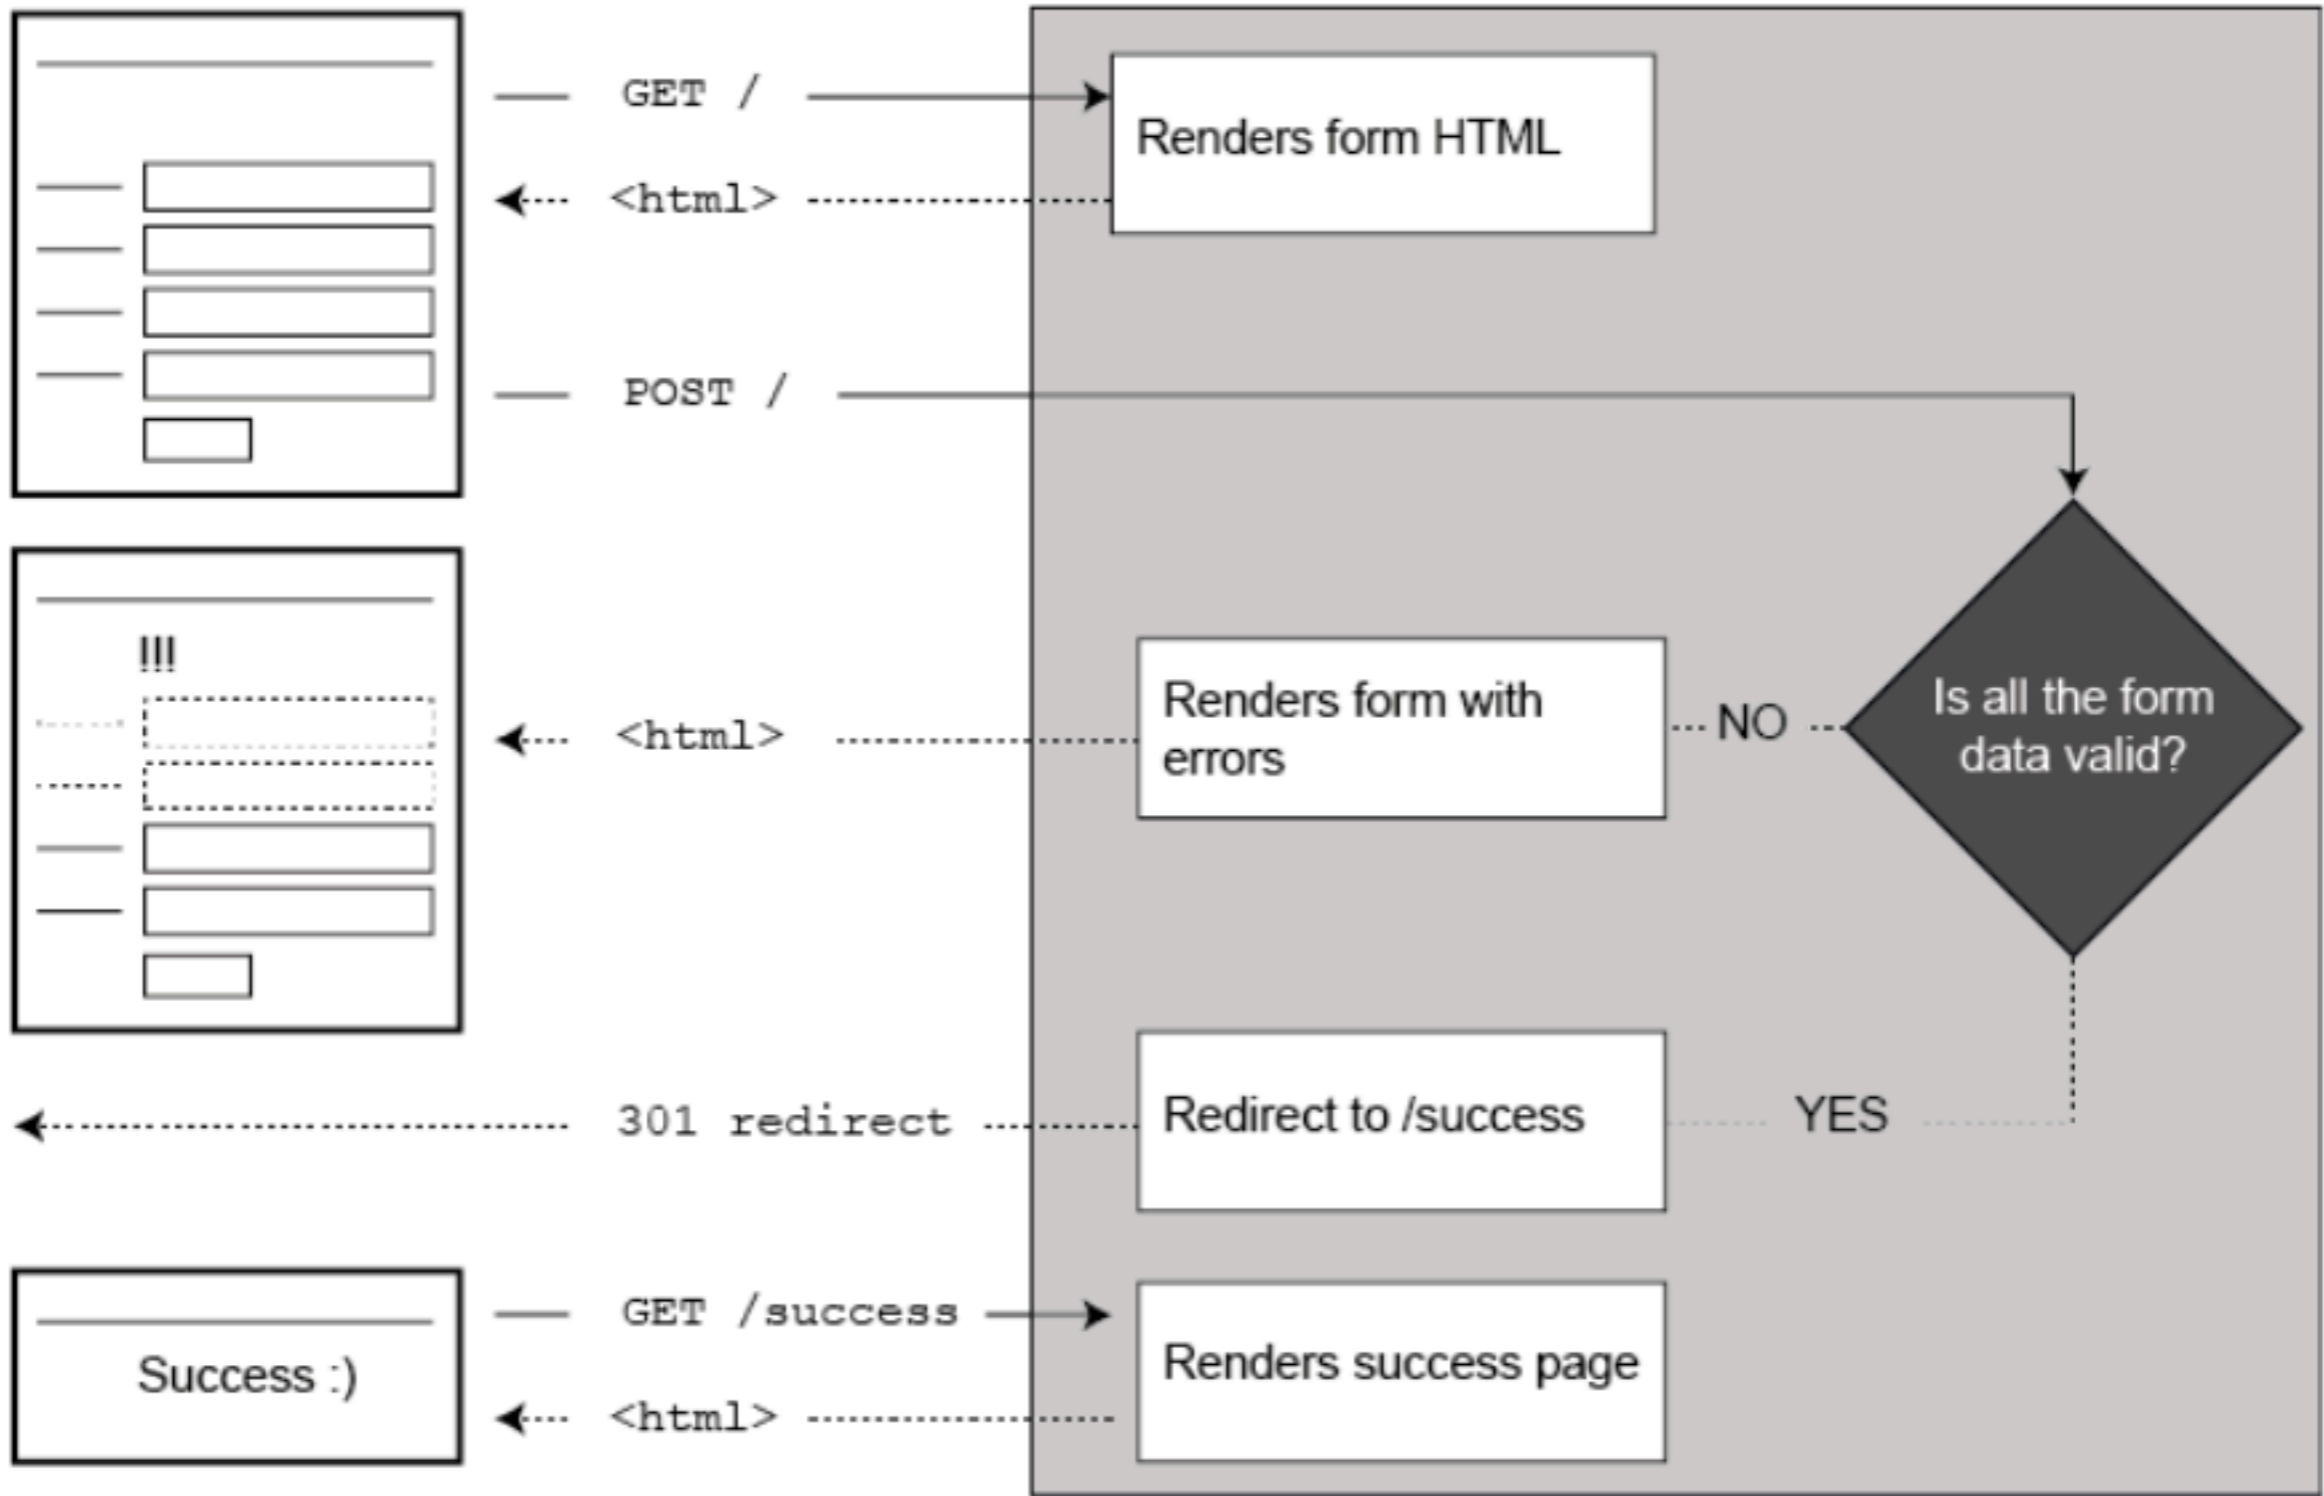 GET /
Renders form HTML
<html>
POST /
!!!
<html>
Renders form with
errors
NO
Is all the form
data valid?
301 redirect
Redirect to /success
YES
GET /success
Success :)
Renders success page
<html>